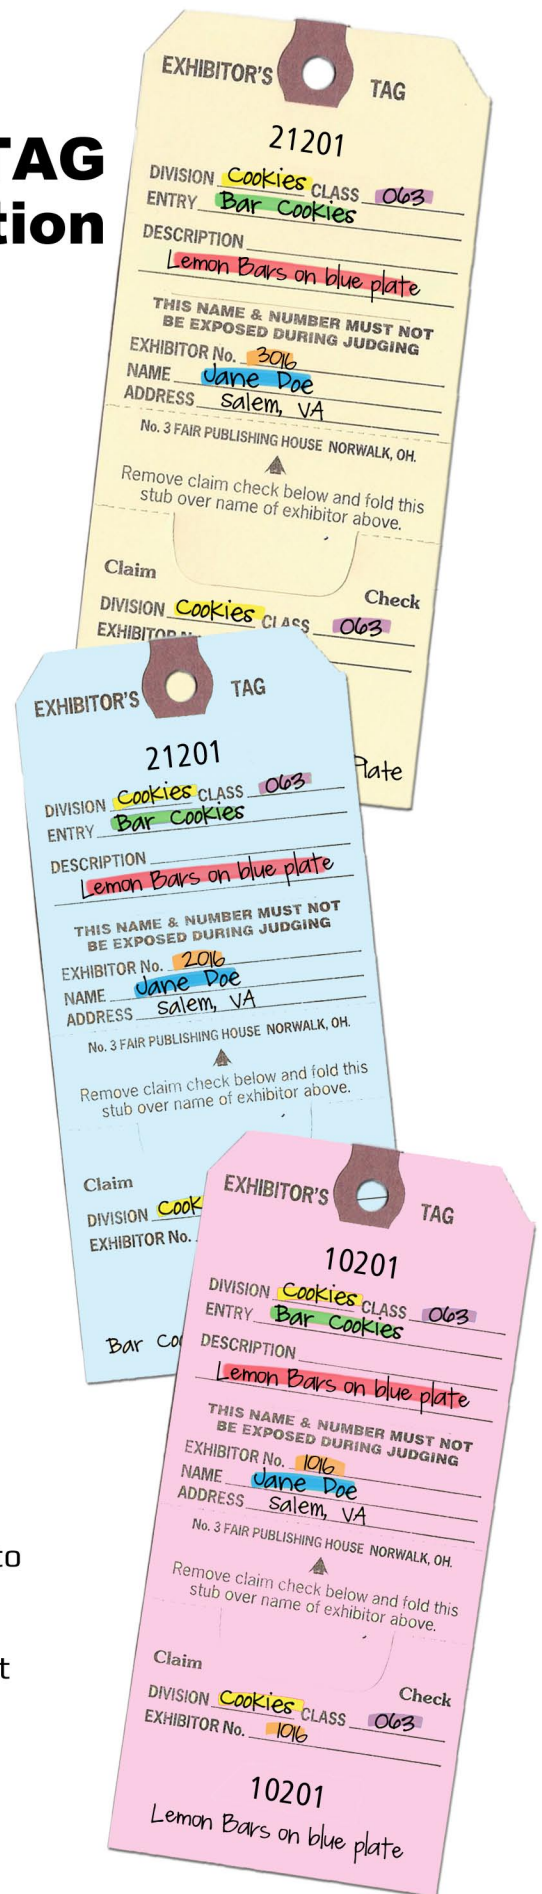 TAG
tion
EXHIBITOR'S TAG
21201
DIVISION Cookies CLASS 063
ENTRY Bar Cookies
DESCRIPTION
Lemon Bars on blue plate
THIS NAME & NUMBER MUST NOT
BE EXPOSED DURING JUDGING
EXHIBITOR No. 3016
NAME Jane Doe
ADDRESS Salem, VA
No. 3 FAIR PUBLISHING HOUSE NORWALK, OH.
Remove claim check below and fold this
stub over name of exhibitor above.
Claim Check
DIVISION Cookies CLASS 063
EXHIBITOR
Plate
EXHIBITOR'S TAG
21201
DIVISION Cookies CLASS 063
ENTRY Bar Cookies
DESCRIPTION
Lemon Bars on blue plate
THIS NAME & NUMBER MUST NOT
BE EXPOSED DURING JUDGING
EXHIBITOR No. 2016
NAME Jane Doe
ADDRESS Salem, VA
No. 3 FAIR PUBLISHING HOUSE NORWALK, OH.
Remove claim check below and fold this
stub over name of exhibitor above.
Claim
DIVISION Cook
EXHIBITOR No.
Bar Coo
EXHIBITOR'S TAG
10201
DIVISION Cookies CLASS 063
ENTRY Bar Cookies
DESCRIPTION
Lemon Bars on blue plate
THIS NAME & NUMBER MUST NOT
BE EXPOSED DURING JUDGING
EXHIBITOR No. 1016
NAME Jane Doe
ADDRESS Salem, VA
No. 3 FAIR PUBLISHING HOUSE NORWALK, OH.
Remove claim check below and fold this
stub over name of exhibitor above.
Claim Check
DIVISION Cookies CLASS 063
EXHIBITOR No. 1016
10201
Lemon Bars on blue plate
to
t